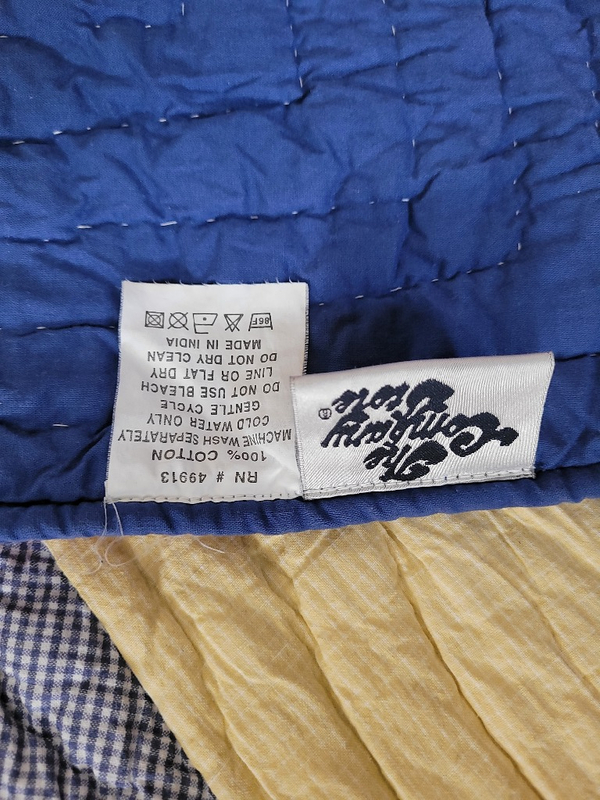 RN # 49913
100% COTTON
MACHINE WASH SEPARATELY
COLD WATER ONLY
GENTLE CYCLE
DO NOT USE BLEACH
LINE OR FLAT DRY
DO NOT DRY CLEAN
MADE IN INDIA
86F
The
Company
Store®